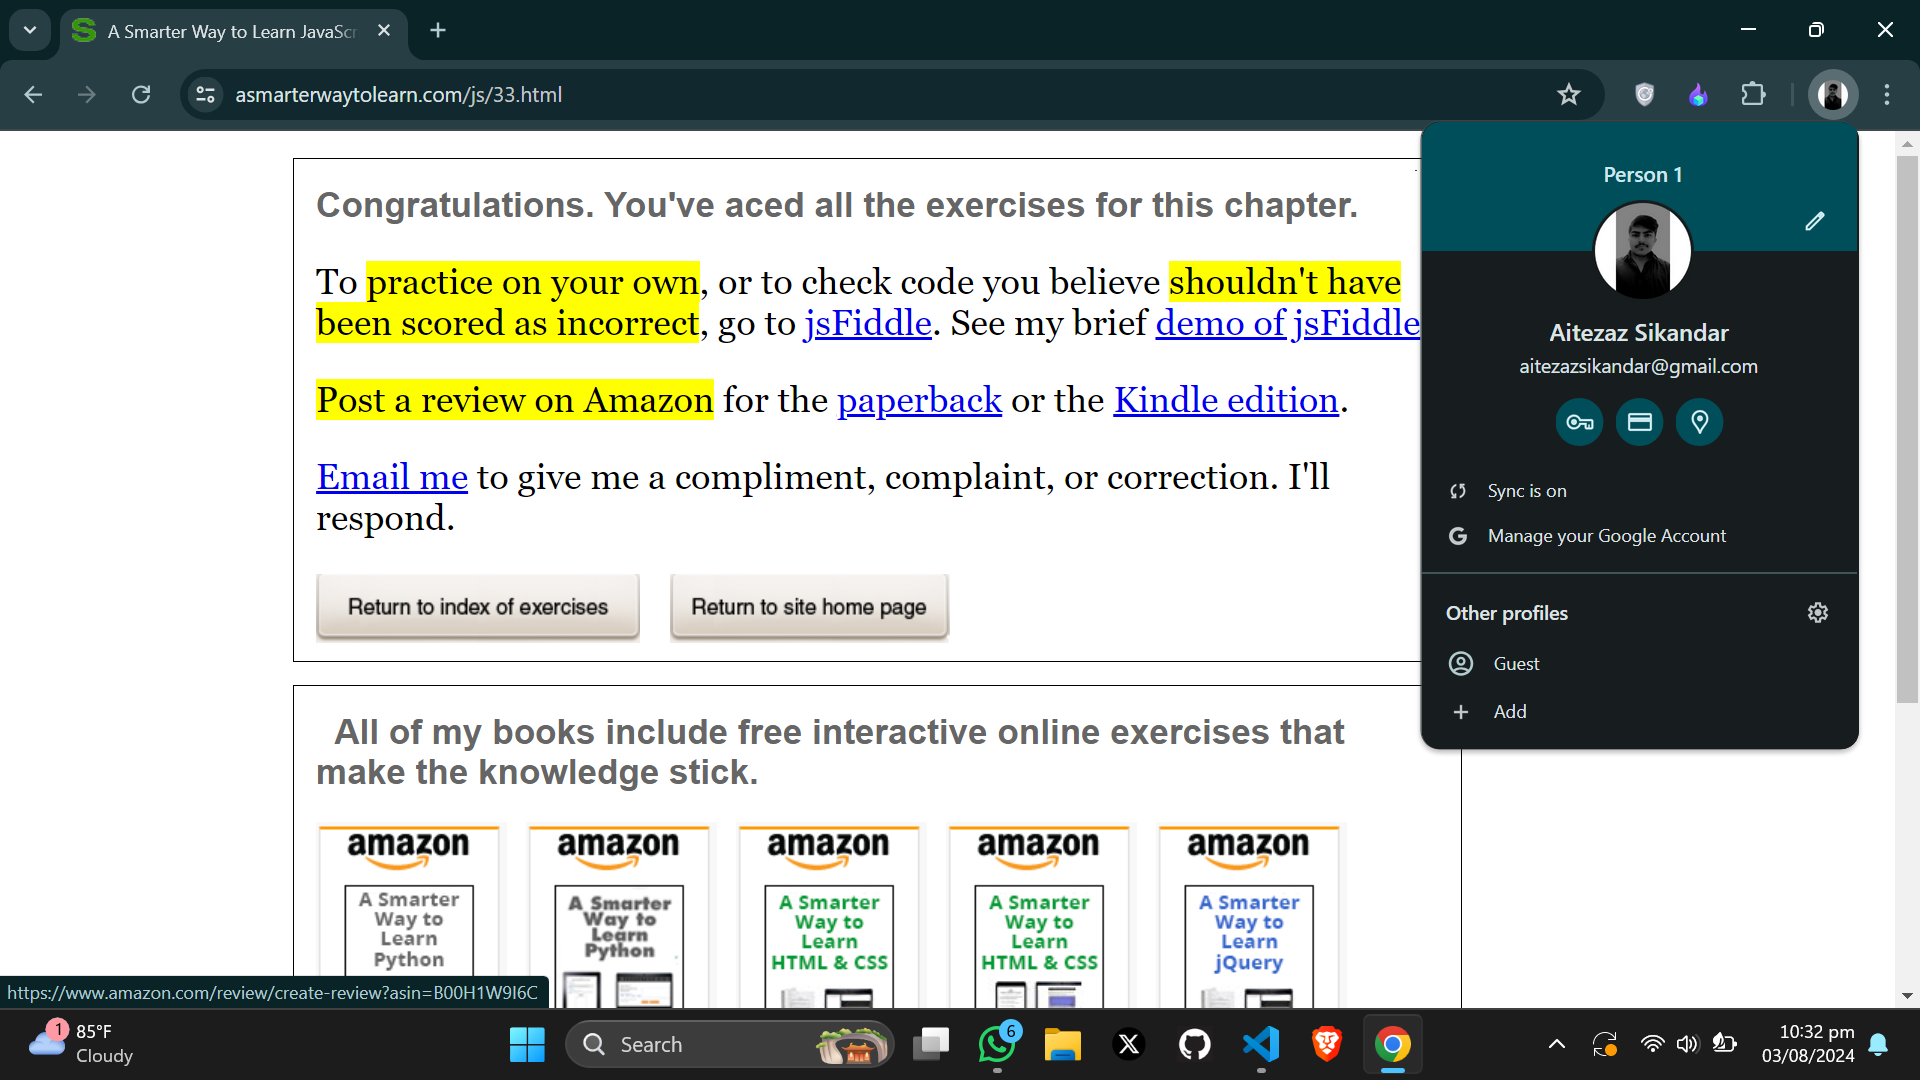 A Smarter Way to Learn JavaScr
asmarterwaytolearn.com/js/33.html
Congratulations. You've aced all the exercises for this chapter.
To practice on your own, or to check code you believe shouldn't have
been scored as incorrect, go to jsFiddle. See my brief demo of jsFiddle
Post a review on Amazon for the paperback or the Kindle edition.
Email me to give me a compliment, complaint, or correction. I'll
respond.
Return to index of exercises
Return to site home page
Person 1
Aitezaz Sikandar
aitezazsikandar@gmail.com
Sync is on
Manage your Google Account
Other profiles
Guest
Add
All of my books include free interactive online exercises that
make the knowledge stick.
amazon
A Smarter
Way to
Learn
Python
amazon
A Smarter
Way to
Learn
Python
amazon
A Smarter
Way to
Learn
HTML & CSS
amazon
A Smarter
Way to
Learn
HTML & CSS
amazon
A Smarter
Way to
Learn
jQuery
https://www.amazon.com/review/create-review?asin=B00H1W9I6C
1
85°F
Cloudy
Search
6
10:32 pm
03/08/2024